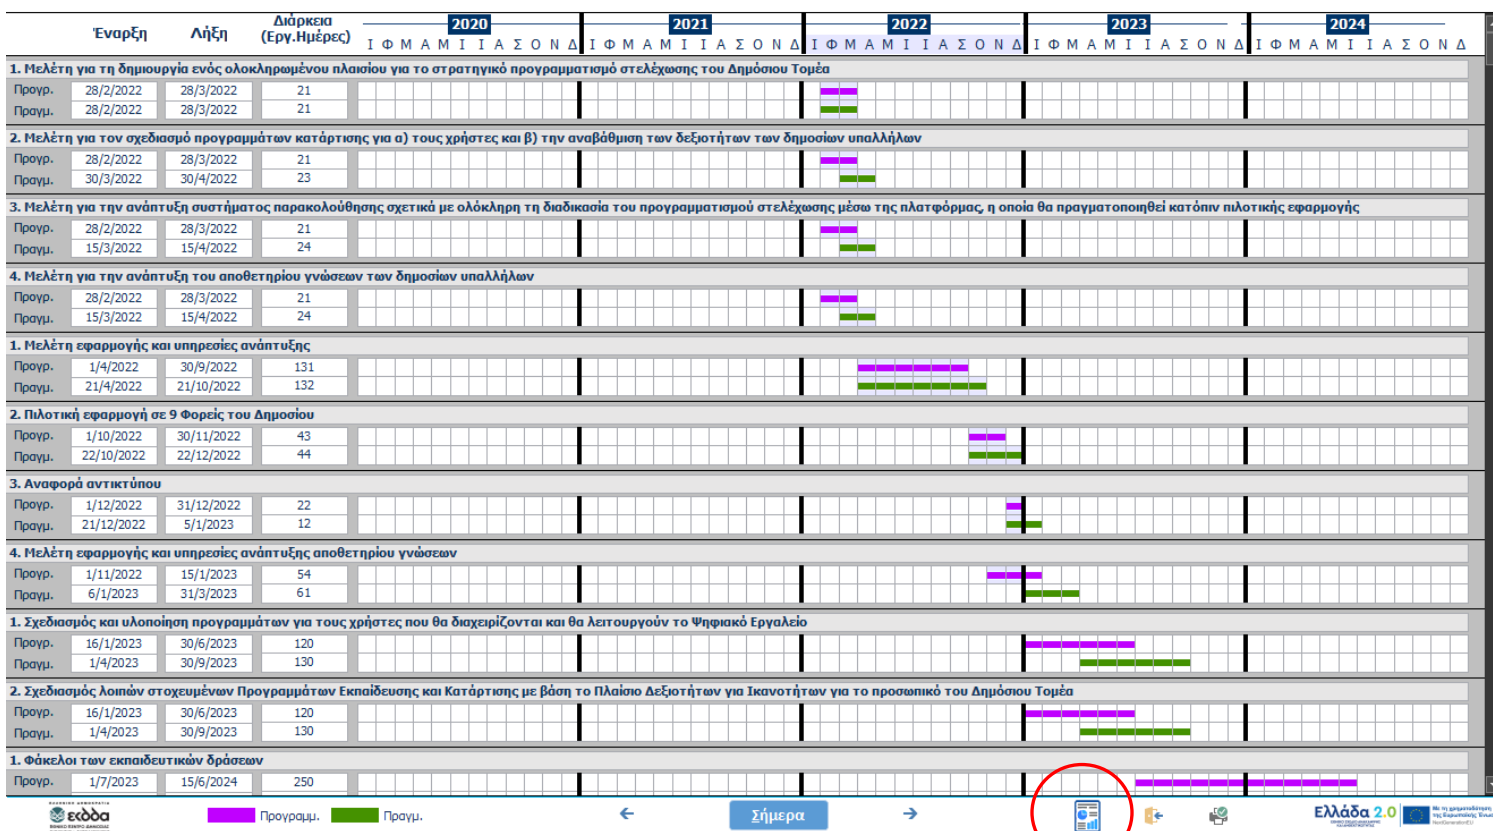 Έναρξη Λήξη Διάρκεια (Εργ.Ημέρες) 2020 2021 2022 2023 2024
Ι Φ Μ Α Μ Ι Ι Α Σ Ο Ν Δ Ι Φ Μ Α Μ Ι Ι Α Σ Ο Ν Δ Ι Φ Μ Α Μ Ι Ι Α Σ Ο Ν Δ Ι Φ Μ Α Μ Ι Ι Α Σ Ο Ν Δ Ι Φ Μ Α Μ Ι Ι Α Σ Ο Ν Δ
1. Μελέτη για τη δημιουργία ενός ολοκληρωμένου πλαισίου για το στρατηγικό προγραμματισμό στελέχωσης του Δημόσιου Τομέα
Προγρ. 28/2/2022 28/3/2022 21
Πραγμ. 28/2/2022 28/3/2022 21
2. Μελέτη για τον σχεδιασμό προγραμμάτων κατάρτισης για α) τους χρήστες και β) την αναβάθμιση των δεξιοτήτων των δημοσίων υπαλλήλων
Προγρ. 28/2/2022 28/3/2022 21
Πραγμ. 30/3/2022 30/4/2022 23
3. Μελέτη για την ανάπτυξη συστήματος παρακολούθησης σχετικά με ολόκληρη τη διαδικασία του προγραμματισμού στελέχωσης μέσω της πλατφόρμας, η οποία θα πραγματοποιηθεί κατόπιν πιλοτικής εφαρμογής
Προγρ. 28/2/2022 28/3/2022 21
Πραγμ. 15/3/2022 15/4/2022 24
4. Μελέτη για την ανάπτυξη του αποθετηρίου γνώσεων των δημοσίων υπαλλήλων
Προγρ. 28/2/2022 28/3/2022 21
Πραγμ. 15/3/2022 15/4/2022 24
1. Μελέτη εφαρμογής και υπηρεσίες ανάπτυξης
Προγρ. 1/4/2022 30/9/2022 131
Πραγμ. 21/4/2022 21/10/2022 132
2. Πιλοτική εφαρμογή σε 9 Φορείς του Δημοσίου
Προγρ. 1/10/2022 30/11/2022 43
Πραγμ. 22/10/2022 22/12/2022 44
3. Αναφορά αντικτύπου
Προγρ. 1/12/2022 31/12/2022 22
Πραγμ. 21/12/2022 5/1/2023 12
4. Μελέτη εφαρμογής και υπηρεσίες ανάπτυξης αποθετηρίου γνώσεων
Προγρ. 1/11/2022 15/1/2023 54
Πραγμ. 6/1/2023 31/3/2023 61
1. Σχεδιασμός και υλοποίηση προγραμμάτων για τους χρήστες που θα διαχειρίζονται και θα λειτουργούν το Ψηφιακό Εργαλείο
Προγρ. 16/1/2023 30/6/2023 120
Πραγμ. 1/4/2023 30/9/2023 130
2. Σχεδιασμός λοιπών στοχευμένων Προγραμμάτων Εκπαίδευσης και Κατάρτισης με βάση το Πλαίσιο Δεξιοτήτων για Ικανοτήτων για το προσωπικό του Δημόσιου Τομέα
Προγρ. 16/1/2023 30/6/2023 120
Πραγμ. 1/4/2023 30/9/2023 130
1. Φάκελοι των εκπαιδευτικών δράσεων
Προγρ. 1/7/2023 15/6/2024 250
ΕΛΛΗΝΙΚΗ ΔΗΜΟΚΡΑΤΙΑ
εκδδα
Προγραμμ. Πραγμ. Σήμερα
Ελλάδα 2.0
Με τη χρηματοδότηση
της Ευρωπαϊκής Ένωσ
NextGenerationEU